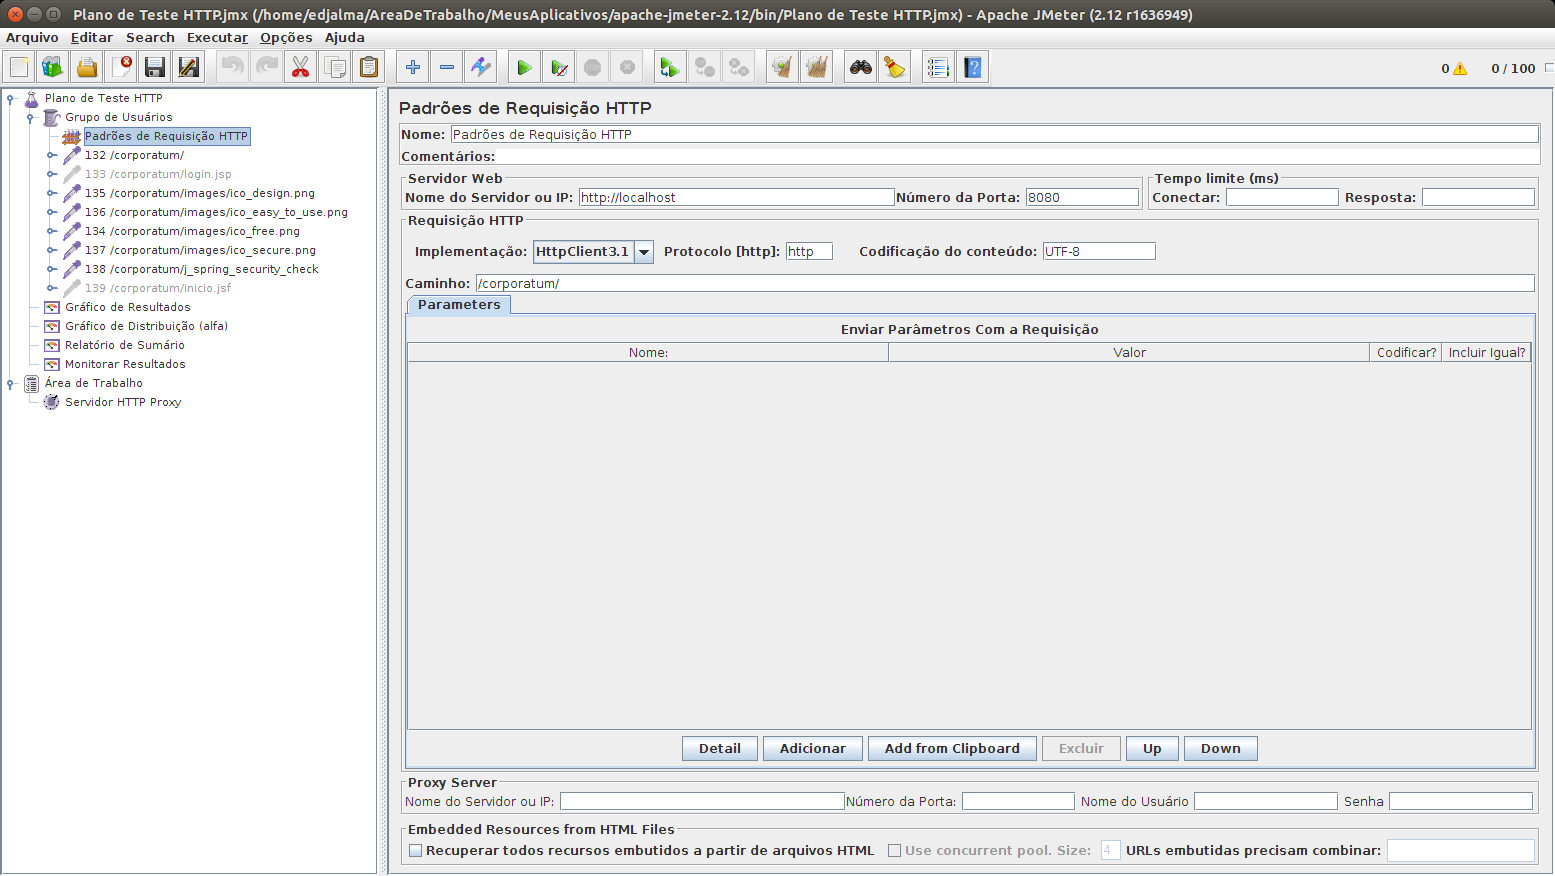 Plano de Teste HTTP.jmx (/home/edjalma/AreaDeTrabalho/MeusAplicativos/apache-jmeter-2.12/bin/Plano de Teste HTTP.jmx) - Apache JMeter (2.12 r1636949)
Arquivo Editar Search Executar Opções Ajuda
0 0 / 100
Plano de Teste HTTP
Grupo de Usuários
Padrões de Requisição HTTP
132 /corporatum/
133 /corporatum/login.jsp
135 /corporatum/images/ico_design.png
136 /corporatum/images/ico_easy_to_use.png
134 /corporatum/images/ico_free.png
137 /corporatum/images/ico_secure.png
138 /corporatum/j_spring_security_check
139 /corporatum/inicio.jsf
Gráfico de Resultados
Gráfico de Distribuição (alfa)
Relatório de Sumário
Monitorar Resultados
Área de Trabalho
Servidor HTTP Proxy
Padrões de Requisição HTTP
Nome: Padrões de Requisição HTTP
Comentários:
Servidor Web
Nome do Servidor ou IP: http://localhost Número da Porta: 8080
Tempo limite (ms)
Conectar: Resposta:
Requisição HTTP
Implementação: HttpClient3.1 Protocolo [http]: http Codificação do conteúdo: UTF-8
Caminho: /corporatum/
Parameters
Enviar Parâmetros Com a Requisição
Nome: Valor Codificar? Incluir Igual?
Detail Adicionar Add from Clipboard Excluir Up Down
Proxy Server
Nome do Servidor ou IP: Número da Porta: Nome do Usuário Senha
Embedded Resources from HTML Files
Recuperar todos recursos embutidos a partir de arquivos HTML Use concurrent pool. Size: 4 URLs embutidas precisam combinar: